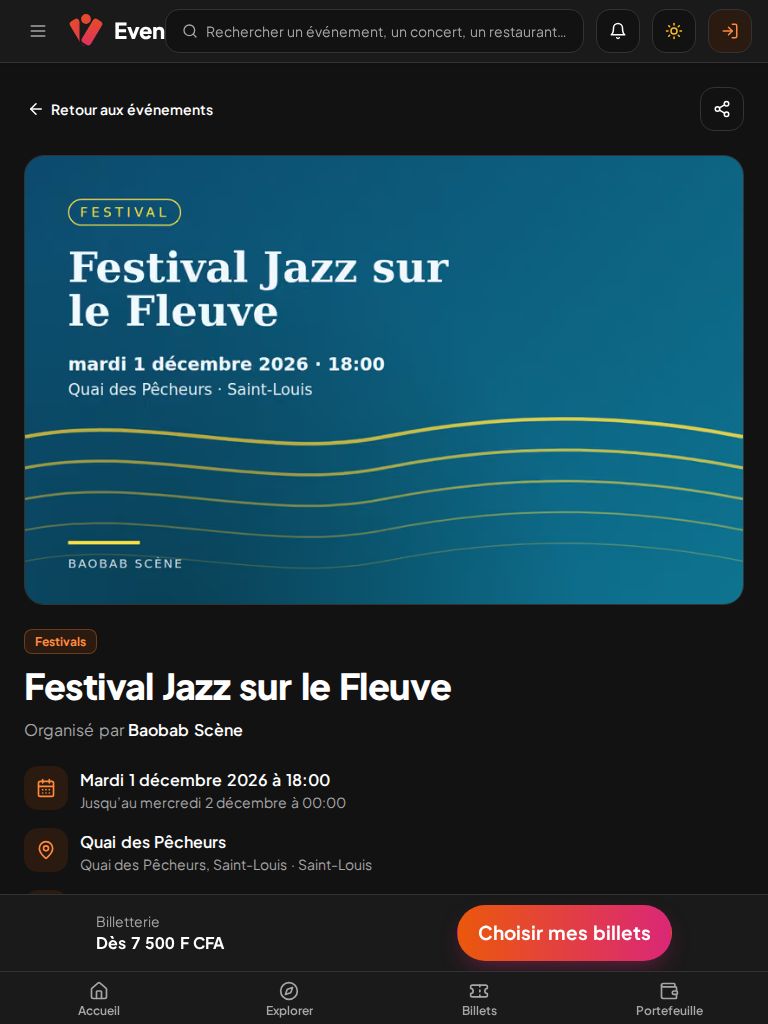 Even
Rechercher un événement, un concert, un restaurant...
Retour aux événements
FESTIVAL
Festival Jazz sur
le Fleuve
mardi 1 décembre 2026 · 18:00
Quai des Pêcheurs · Saint-Louis
BAOBAB SCÈNE
Festivals
Festival Jazz sur le Fleuve
Organisé par Baobab Scène
Mardi 1 décembre 2026 à 18:00
Jusqu'au mercredi 2 décembre à 00:00
Quai des Pêcheurs
Quai des Pêcheurs, Saint-Louis · Saint-Louis
Billetterie
Dès 7 500 F CFA
Choisir mes billets
Accueil
Explorer
Billets
Portefeuille